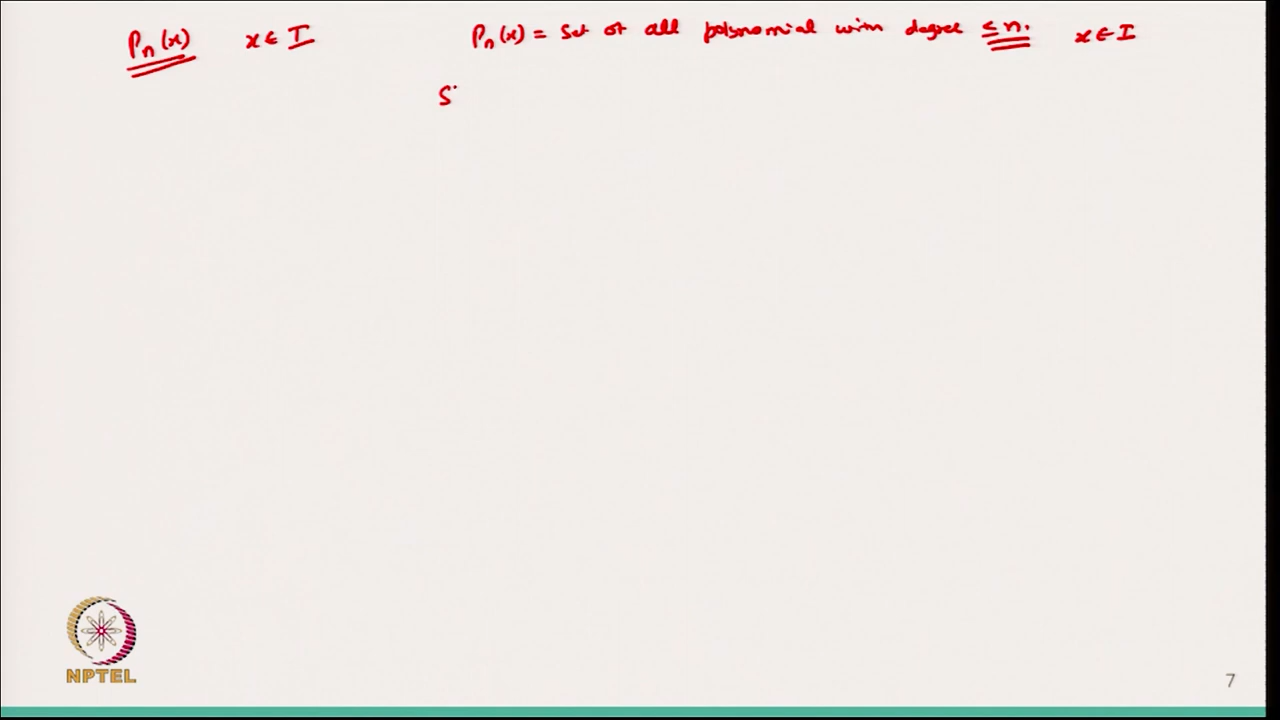 Pn(x) x ∈ I Pn(x) = Set of all polynomial with degree ≤ n. x ∈ I
S
NPTEL
7